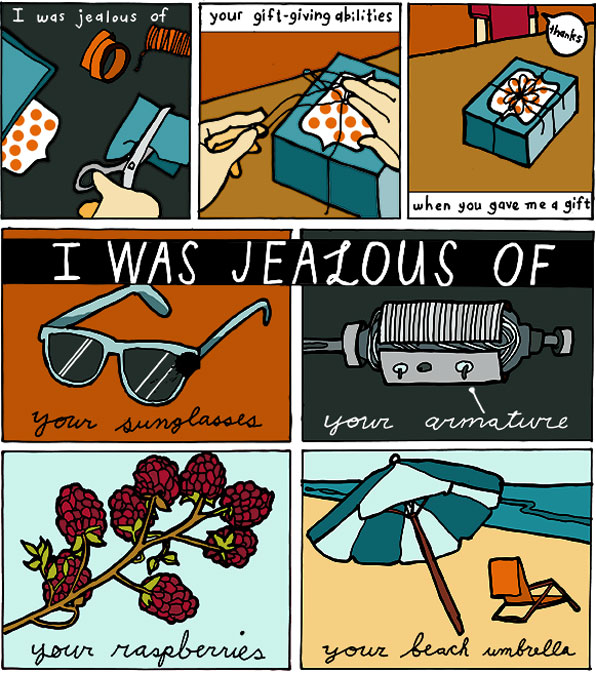 I was jealous of
your gift-giving abilities
thanks
when you gave me a gift
I WAS JEALOUS OF
your sunglasses
your armature
your raspberries
your beach umbrella